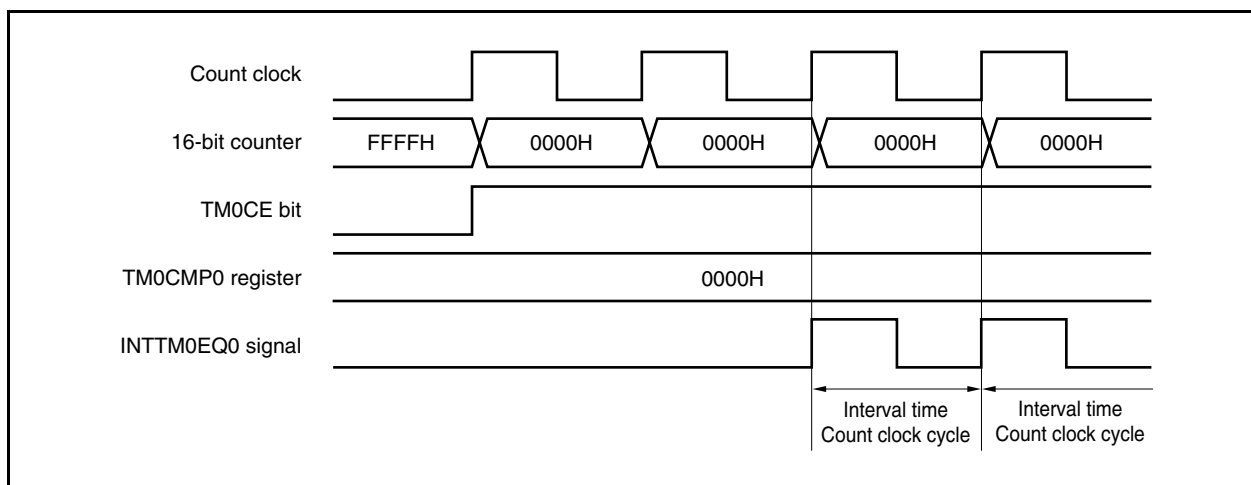 Count clock
16-bit counter
FFFFH
0000H
0000H
0000H
0000H
TM0CE bit
TM0CMP0 register
0000H
INTTM0EQ0 signal
Interval time
Count clock cycle
Interval time
Count clock cycle